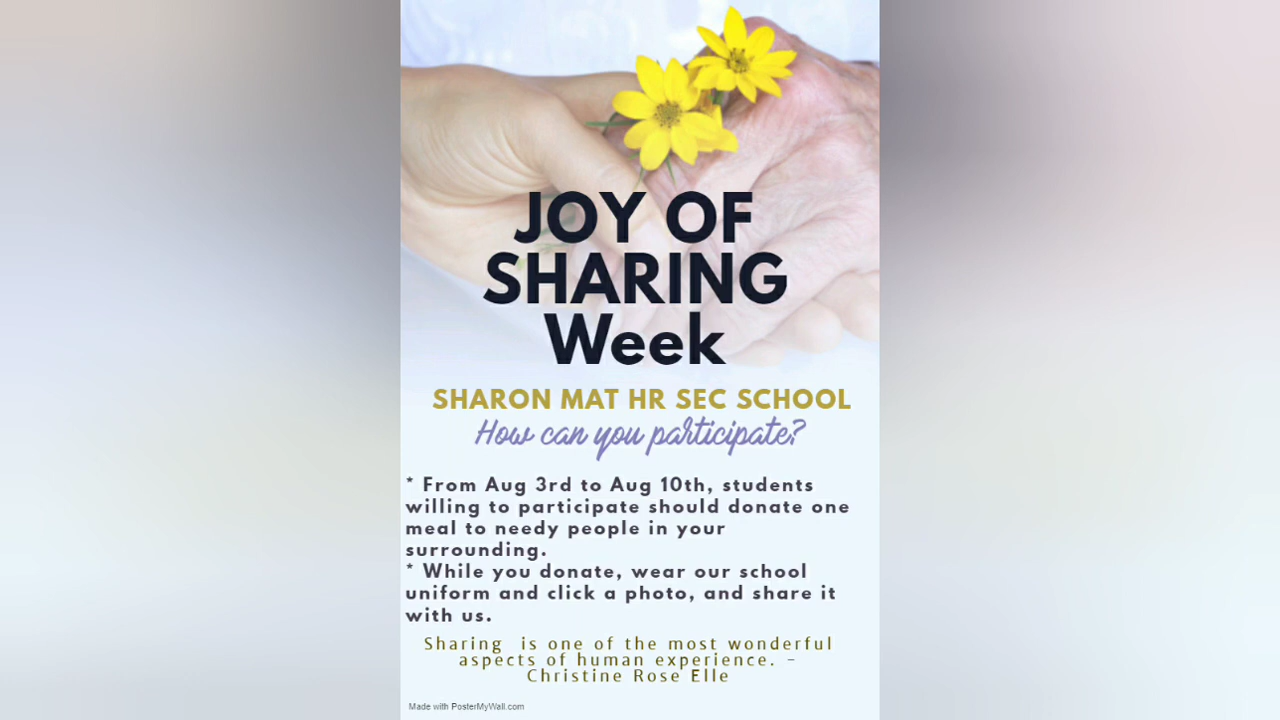 JOY OF
SHARING
Week
SHARON MAT HR SEC SCHOOL
How can you participate?
* From Aug 3rd to Aug 10th, students
willing to participate should donate one
meal to needy people in your
surrounding.
* While you donate, wear our school
uniform and click a photo, and share it
with us.
Sharing is one of the most wonderful
aspects of human experience. -
Christine Rose Elle
Made with PosterMyWall.com